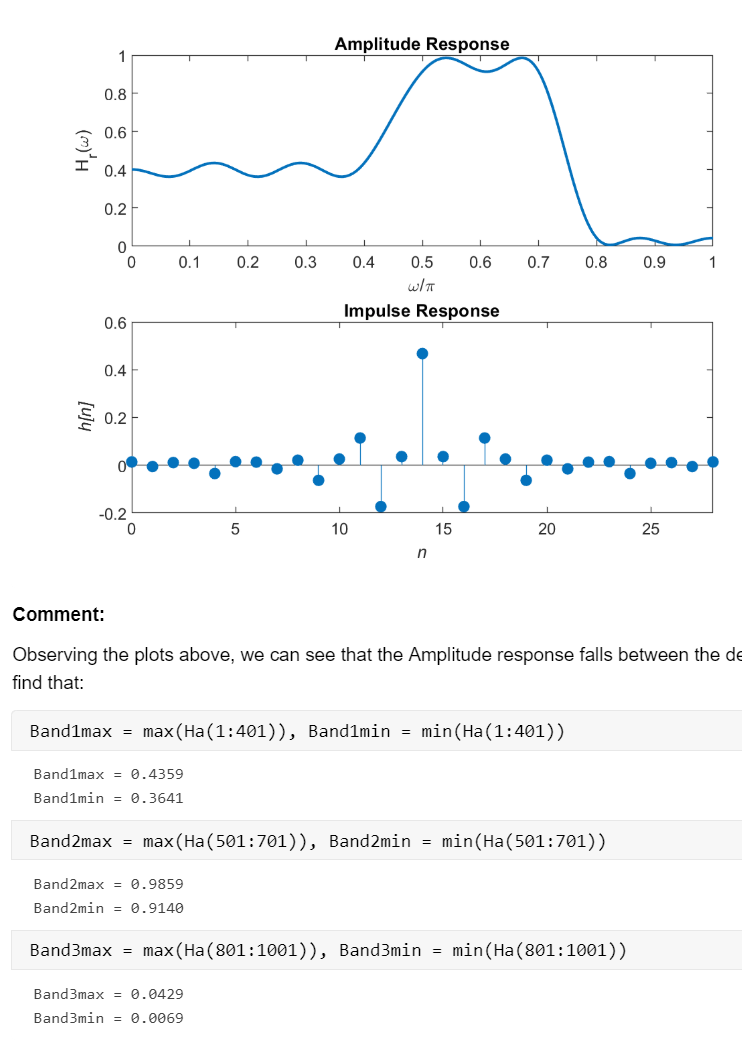 Amplitude Response
1
0.8
0.6
0.4
0.2
0
H_r(ω)
0 0.1 0.2 0.3 0.4 0.5 0.6 0.7 0.8 0.9 1
ω/π
Impulse Response
0.6
0.4
0.2
0
-0.2
h[n]
0 5 10 15 20 25
n
Comment:
Observing the plots above, we can see that the Amplitude response falls between the de
find that:
Band1max = max(Ha(1:401)), Band1min = min(Ha(1:401))
Band1max = 0.4359
Band1min = 0.3641
Band2max = max(Ha(501:701)), Band2min = min(Ha(501:701))
Band2max = 0.9859
Band2min = 0.9140
Band3max = max(Ha(801:1001)), Band3min = min(Ha(801:1001))
Band3max = 0.0429
Band3min = 0.0069